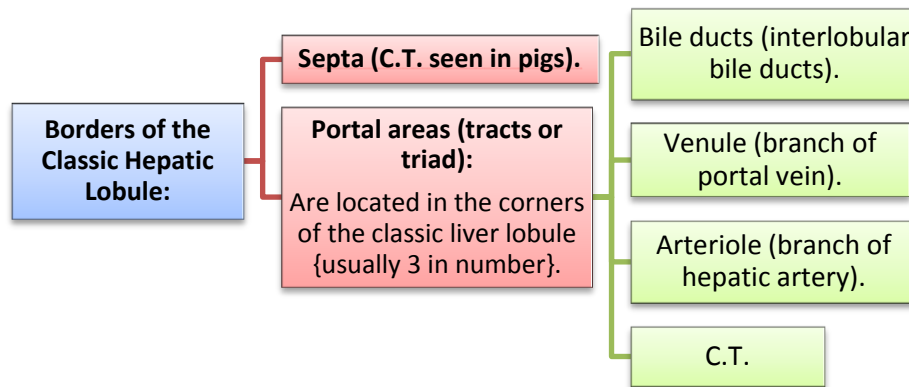 Borders of the
Classic Hepatic
Lobule:
Septa (C.T. seen in pigs).
Portal areas (tracts or
triad):
Are located in the corners
of the classic liver lobule
{usually 3 in number}.
Bile ducts (interlobular
bile ducts).
Venule (branch of
portal vein).
Arteriole (branch of
hepatic artery).
C.T.